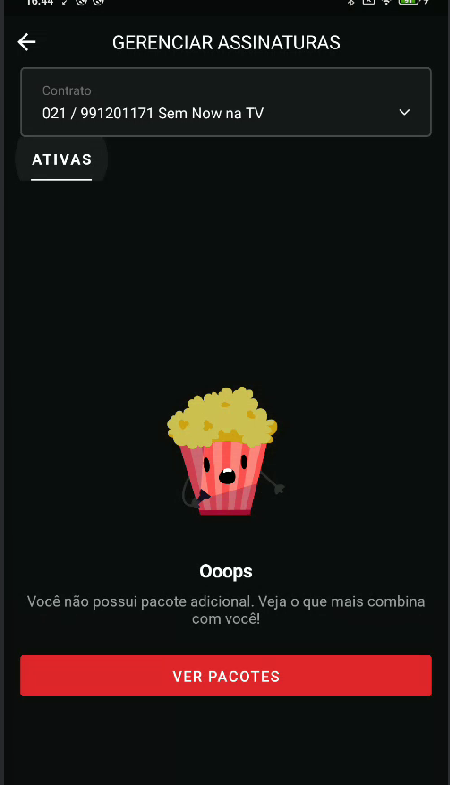 16:44
GERENCIAR ASSINATURAS
Contrato
021 / 991201171 Sem Now na TV
ATIVAS
Ooops
Você não possui pacote adicional. Veja o que mais combina
com você!
VER PACOTES